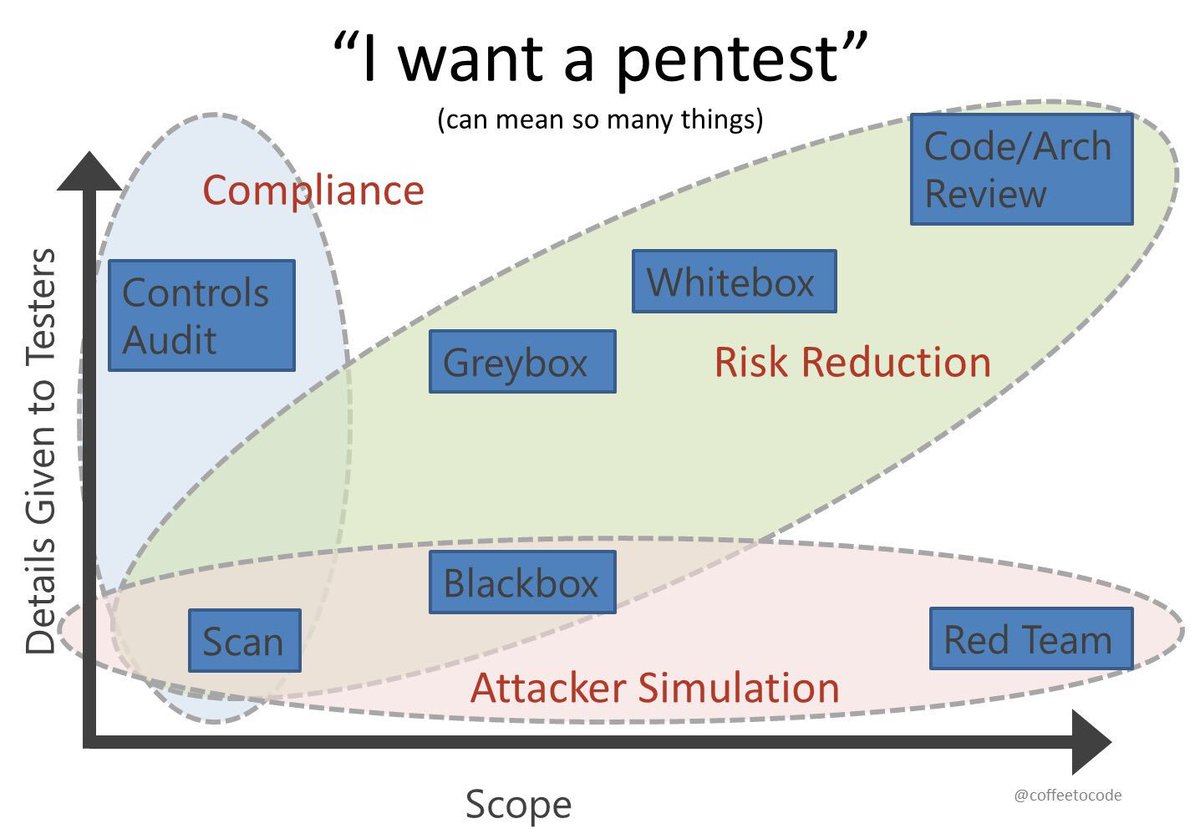 “I want a pentest”
(can mean so many things)
Compliance
Code/Arch
Review
Controls
Audit
Whitebox
Greybox
Risk Reduction
Blackbox
Scan
Red Team
Attacker Simulation
Details Given to Testers
Scope
@coffeetocode